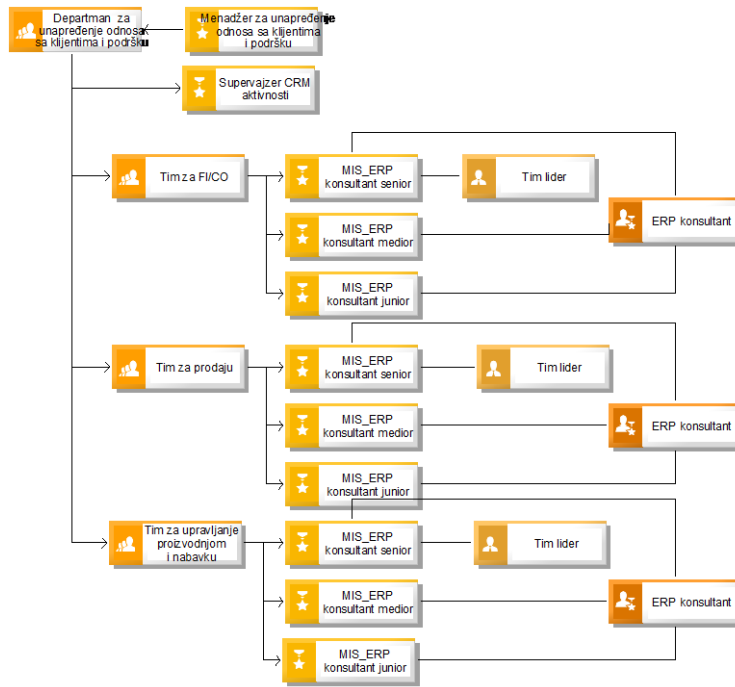 Departman za
unapređenje odnosa
sa klijentima i podršku
Menadžer za unapređenje
odnosa sa klijentima
i podršku
Supervajzer CRM
aktivnosti
Tim za FI/CO
MIS_ERP
konsultant senior
Tim lider
MIS_ERP
konsultant medior
ERP konsultant
MIS_ERP
konsultant junior
Tim za prodaju
MIS_ERP
konsultant senior
Tim lider
MIS_ERP
konsultant medior
ERP konsultant
MIS_ERP
konsultant junior
Tim za upravljanje
proizvodnjom
i nabavku
MIS_ERP
konsultant senior
Tim lider
MIS_ERP
konsultant medior
ERP konsultant
MIS_ERP
konsultant junior